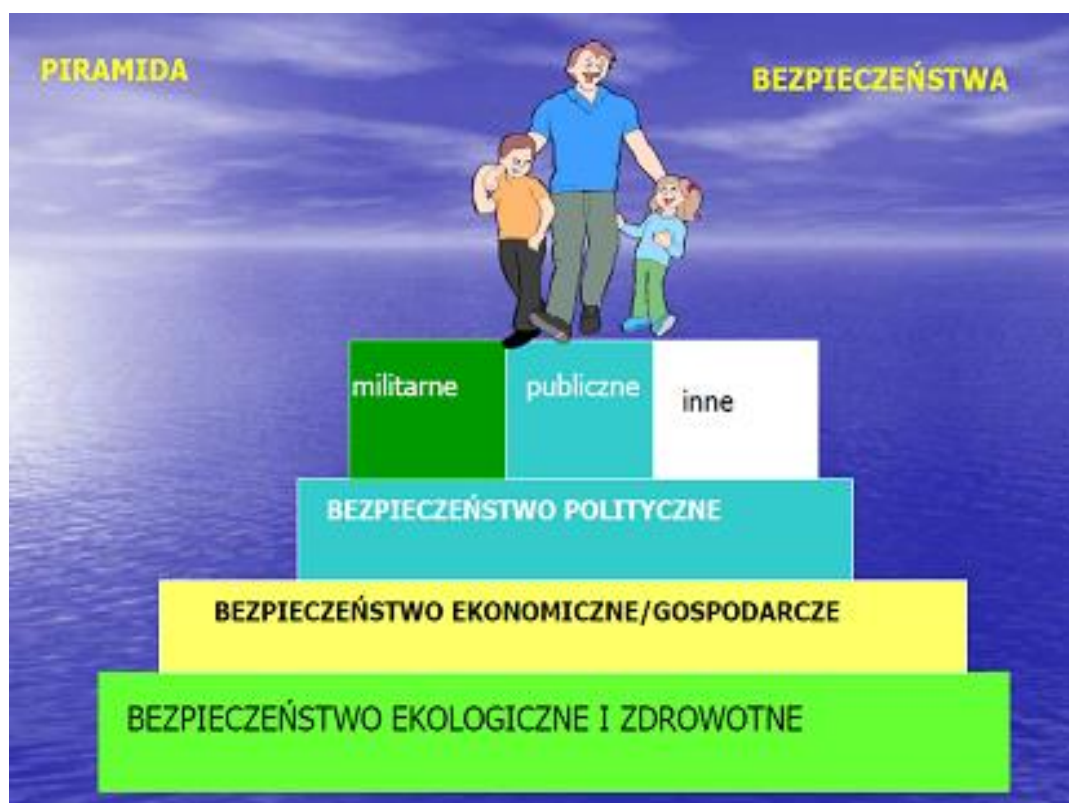 PIRAMIDA
BEZPIECZEŃSTWA
militarne
publiczne
inne
BEZPIECZEŃSTWO POLITYCZNE
BEZPIECZEŃSTWO EKONOMICZNE/GOSPODARCZE
BEZPIECZEŃSTWO EKOLOGICZNE I ZDROWOTNE